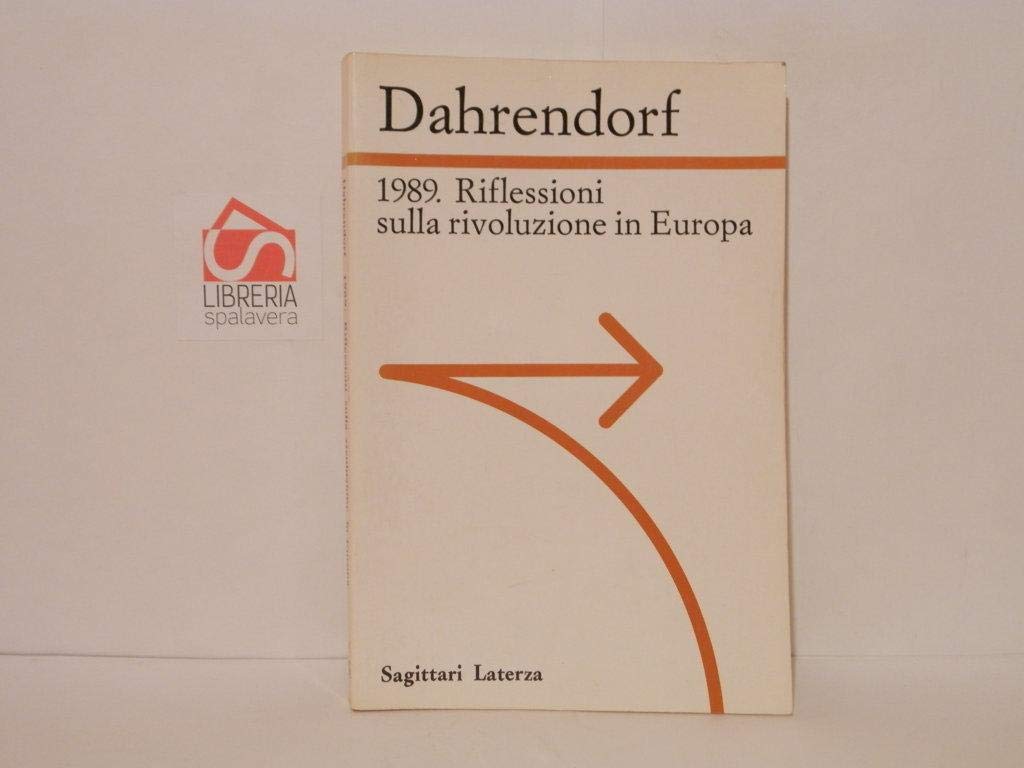 Dahrendorf
1989. Riflessioni
sulla rivoluzione in Europa
LIBRERIA
spalavera
Sagittari Laterza